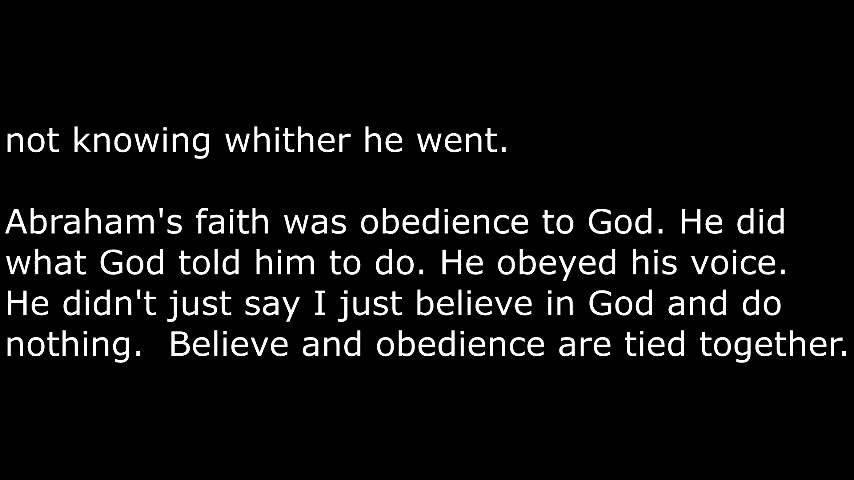 not knowing whither he went.
Abraham's faith was obedience to God. He did
what God told him to do. He obeyed his voice.
He didn't just say I just believe in God and do
nothing.  Believe and obedience are tied together.